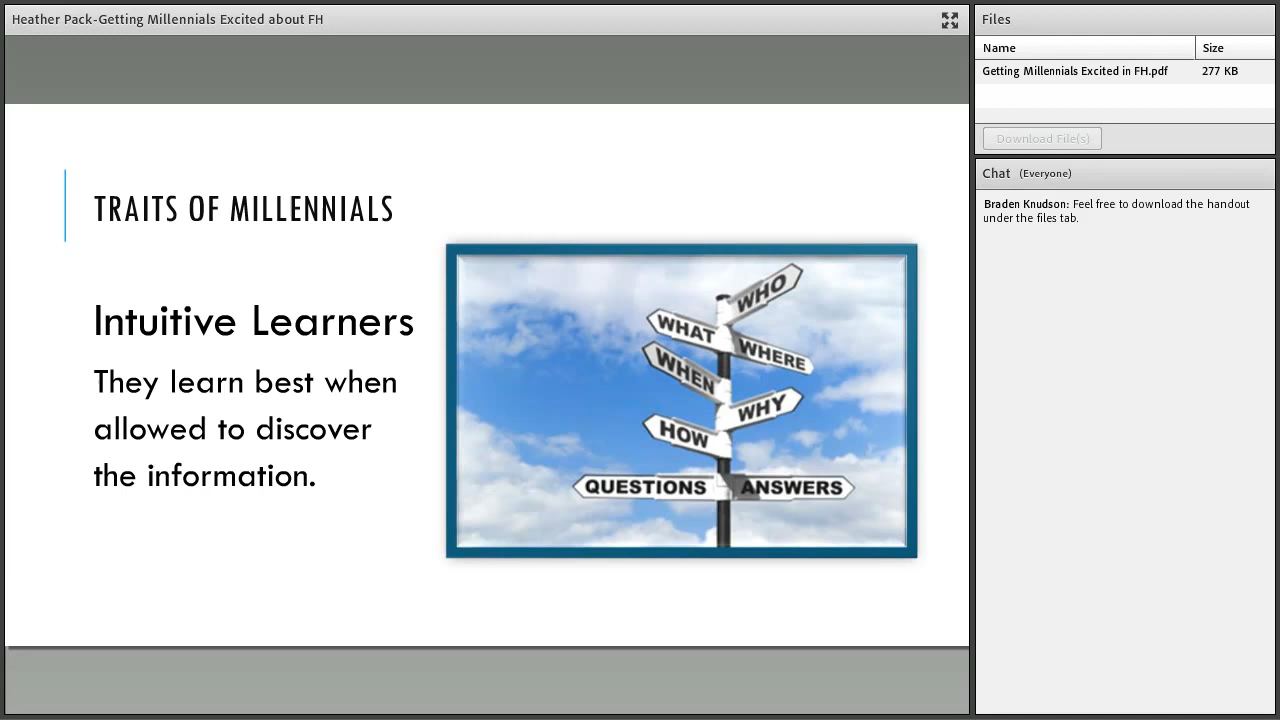 Heather Pack-Getting Millennials Excited about FH
TRAITS OF MILLENNIALS
Intuitive Learners
They learn best when
allowed to discover
the information.
WHO
WHAT
WHERE
WHEN
WHY
HOW
QUESTIONS
ANSWERS
Files
Name Size
Getting Millennials Excited in FH.pdf 277 KB
Download File(s)
Chat (Everyone)
Braden Knudson: Feel free to download the handout
under the files tab.